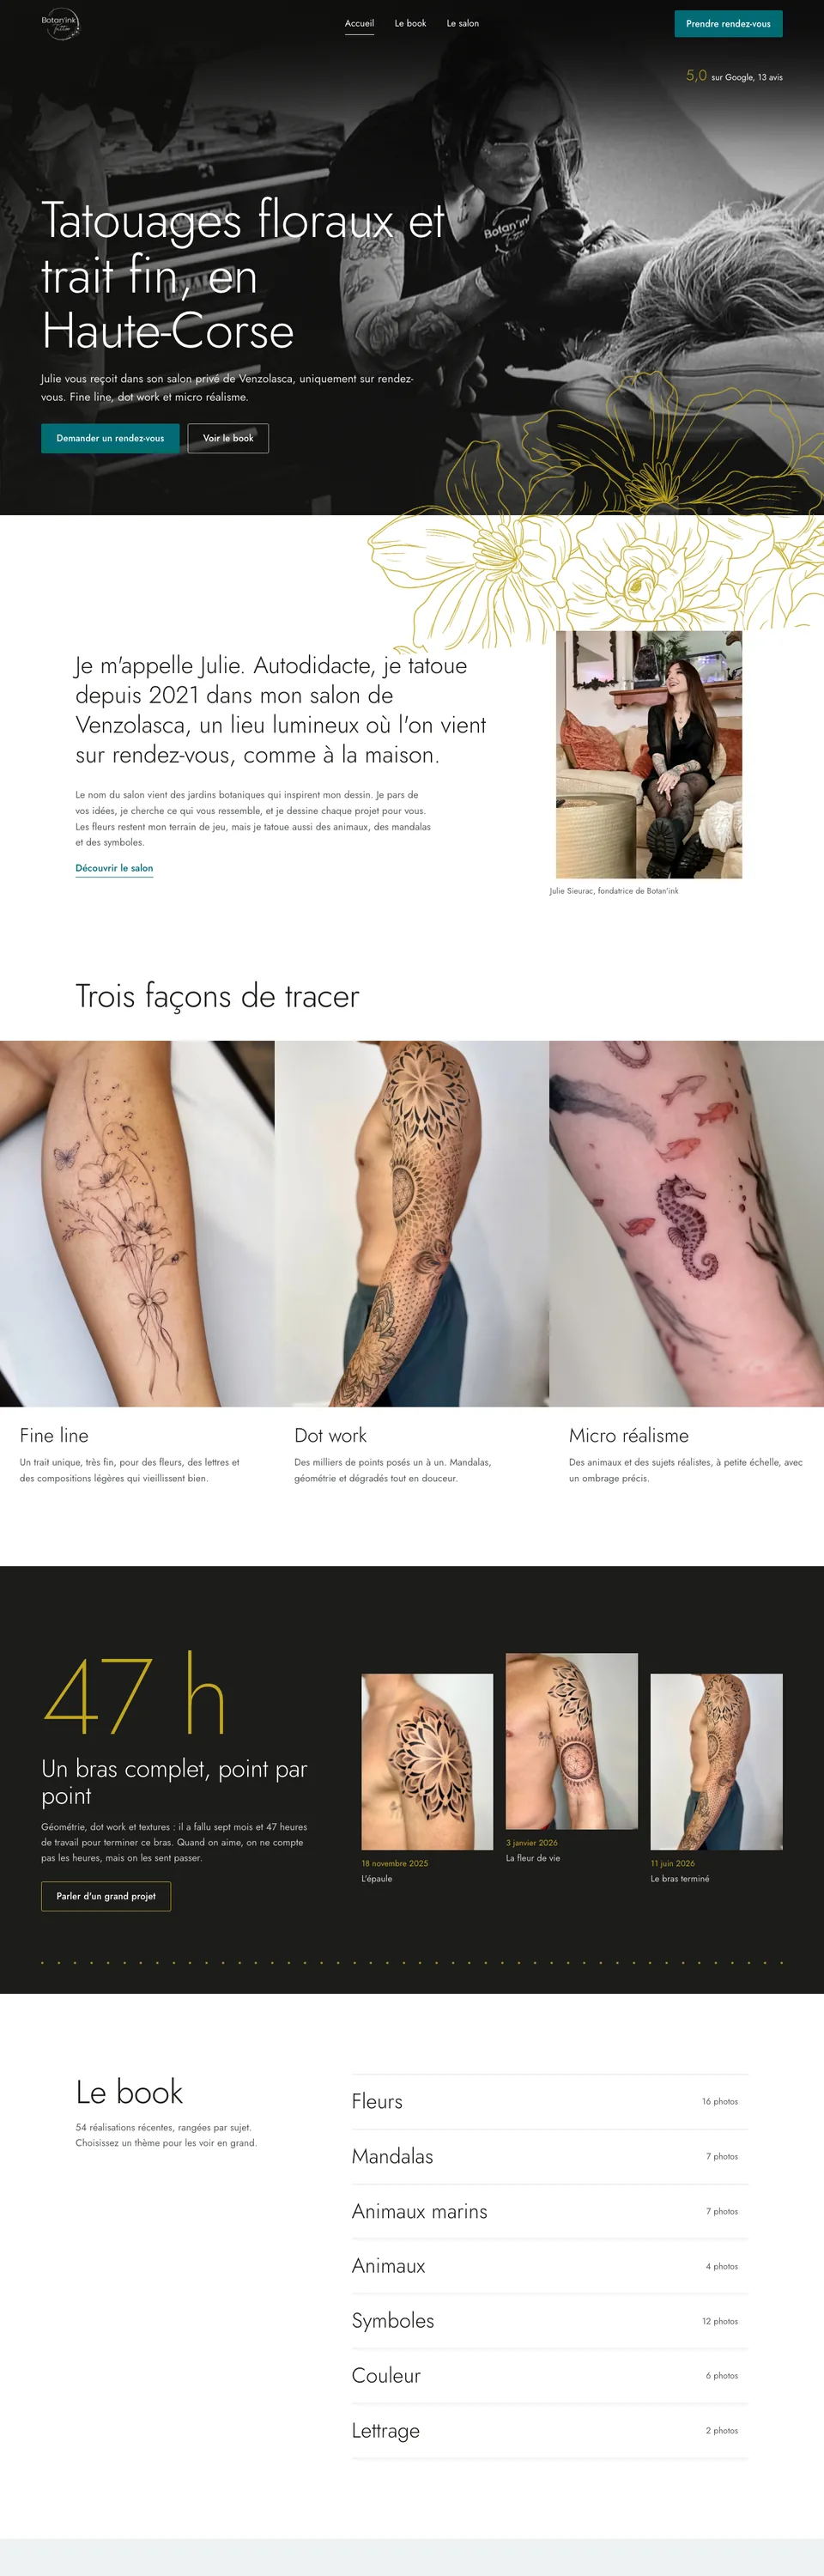 Botan'ink
Tattoo
Accueil
Le book
Le salon
Prendre rendez-vous
5,0 sur Google, 13 avis
Botan'in
Tatouages floraux et
trait fin, en
Haute-Corse
Julie vous reçoit dans son salon privé de Venzolasca, uniquement sur rendez-
vous. Fine line, dot work et micro réalisme.
Demander un rendez-vous
Voir le book
Je m'appelle Julie. Autodidacte, je tatoue
depuis 2021 dans mon salon de
Venzolasca, un lieu lumineux où l'on vient
sur rendez-vous, comme à la maison.
Le nom du salon vient des jardins botaniques qui inspirent mon dessin. Je pars de
vos idées, je cherche ce qui vous ressemble, et je dessine chaque projet pour vous.
Les fleurs restent mon terrain de jeu, mais je tatoue aussi des animaux, des mandalas
et des symboles.
Découvrir le salon
Julie Sieurac, fondatrice de Botan'ink
Trois façons de tracer
Fine line
Un trait unique, très fin, pour des fleurs, des lettres et
des compositions légères qui vieillissent bien.
Dot work
Des milliers de points posés un à un. Mandalas,
géométrie et dégradés tout en douceur.
Micro réalisme
Des animaux et des sujets réalistes, à petite échelle, avec
un ombrage précis.
47 h
Un bras complet, point par
point
Géométrie, dot work et textures : il a fallu sept mois et 47 heures
de travail pour terminer ce bras. Quand on aime, on ne compte
pas les heures, mais on les sent passer.
Parler d'un grand projet
18 novembre 2025
L'épaule
3 janvier 2026
La fleur de vie
11 juin 2026
Le bras terminé
Le book
54 réalisations récentes, rangées par sujet.
Choisissez un thème pour les voir en grand.
Fleurs
16 photos
Mandalas
7 photos
Animaux marins
7 photos
Animaux
4 photos
Symboles
12 photos
Couleur
6 photos
Lettrage
2 photos